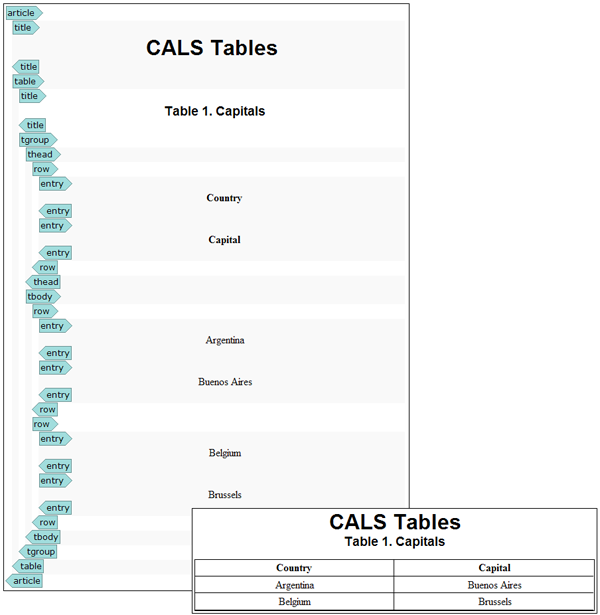 article
title
CALS Tables
title
table
title
Table 1. Capitals
title
tgroup
thead
row
entry
Country
entry
entry
Capital
entry
row
thead
tbody
row
entry
Argentina
entry
entry
Buenos Aires
entry
row
row
entry
Belgium
entry
entry
Brussels
entry
row
tbody
tgroup
table
article
CALS Tables
Table 1. Capitals
Country Capital
Argentina Buenos Aires
Belgium Brussels